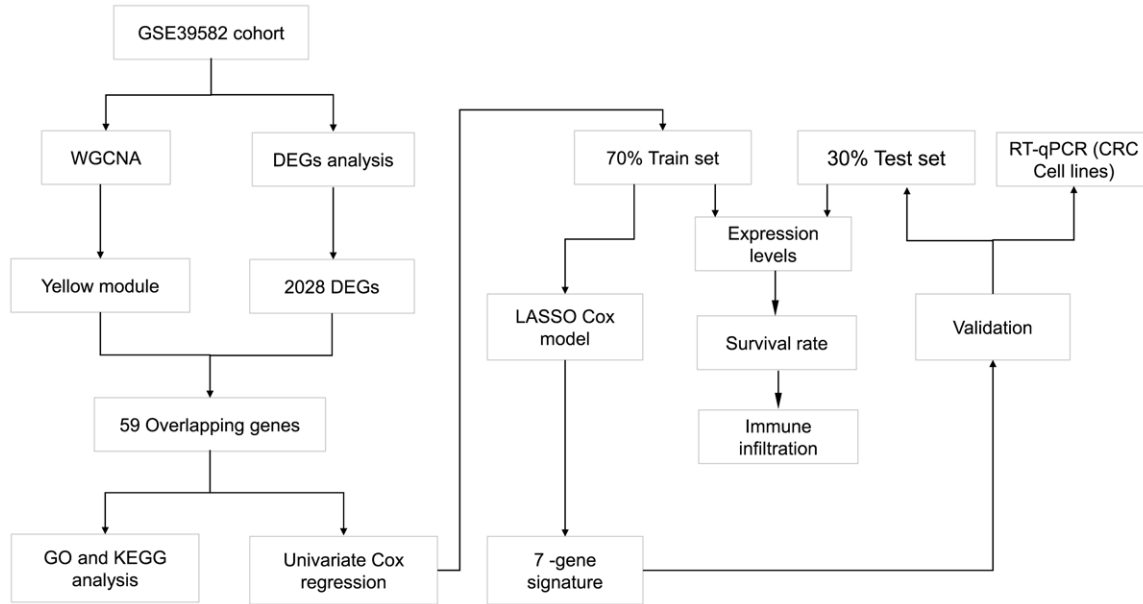 GSE39582 cohort
WGCNA
DEGs analysis
Yellow module
2028 DEGs
59 Overlapping genes
GO and KEGG
analysis
Univariate Cox
regression
70% Train set
30% Test set
RT-qPCR (CRC
Cell lines)
Expression
levels
LASSO Cox
model
Survival rate
Validation
Immune
infiltration
7 -gene
signature